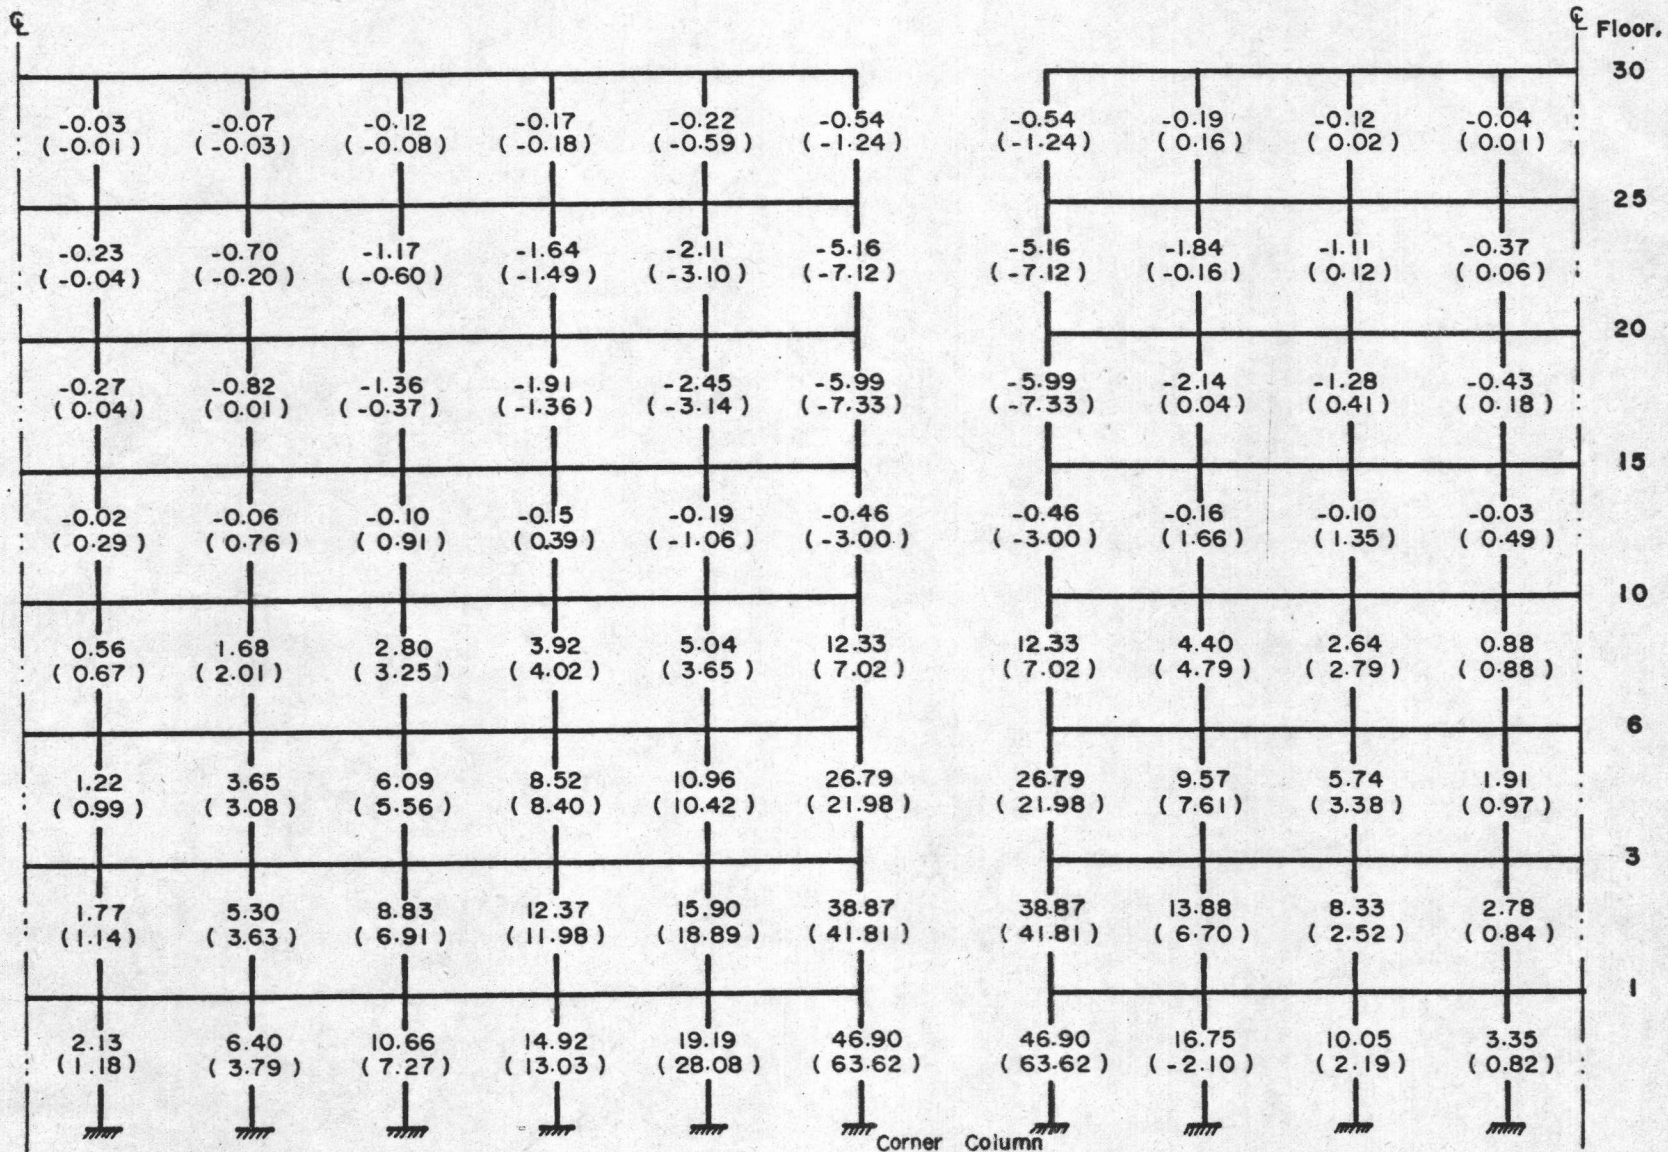 ℄ ℄ Floor.
30
-0.03 -0.07 -0.12 -0.17 -0.22 -0.54 -0.54 -0.19 -0.12 -0.04
(-0.01) (-0.03) (-0.08) (-0.18) (-0.59) (-1.24) (-1.24) (0.16) (0.02) (0.01)
25
-0.23 -0.70 -1.17 -1.64 -2.11 -5.16 -5.16 -1.84 -1.11 -0.37
(-0.04) (-0.20) (-0.60) (-1.49) (-3.10) (-7.12) (-7.12) (-0.16) (0.12) (0.06)
20
-0.27 -0.82 -1.36 -1.91 -2.45 -5.99 -5.99 -2.14 -1.28 -0.43
(0.04) (0.01) (-0.37) (-1.36) (-3.14) (-7.33) (-7.33) (0.04) (0.41) (0.18)
15
-0.02 -0.06 -0.10 -0.15 -0.19 -0.46 -0.46 -0.16 -0.10 -0.03
(0.29) (0.76) (0.91) (0.39) (-1.06) (-3.00) (-3.00) (1.66) (1.35) (0.49)
10
0.56 1.68 2.80 3.92 5.04 12.33 12.33 4.40 2.64 0.88
(0.67) (2.01) (3.25) (4.02) (3.65) (7.02) (7.02) (4.79) (2.79) (0.88)
6
1.22 3.65 6.09 8.52 10.96 26.79 26.79 9.57 5.74 1.91
(0.99) (3.08) (5.56) (8.40) (10.42) (21.98) (21.98) (7.61) (3.38) (0.97)
3
1.77 5.30 8.83 12.37 15.90 38.87 38.87 13.88 8.33 2.78
(1.14) (3.63) (6.91) (11.98) (18.89) (41.81) (41.81) (6.70) (2.52) (0.84)
1
2.13 6.40 10.66 14.92 19.19 46.90 46.90 16.75 10.05 3.35
(1.18) (3.79) (7.27) (13.03) (28.08) (63.62) (63.62) (-2.10) (2.19) (0.82)
Corner Column